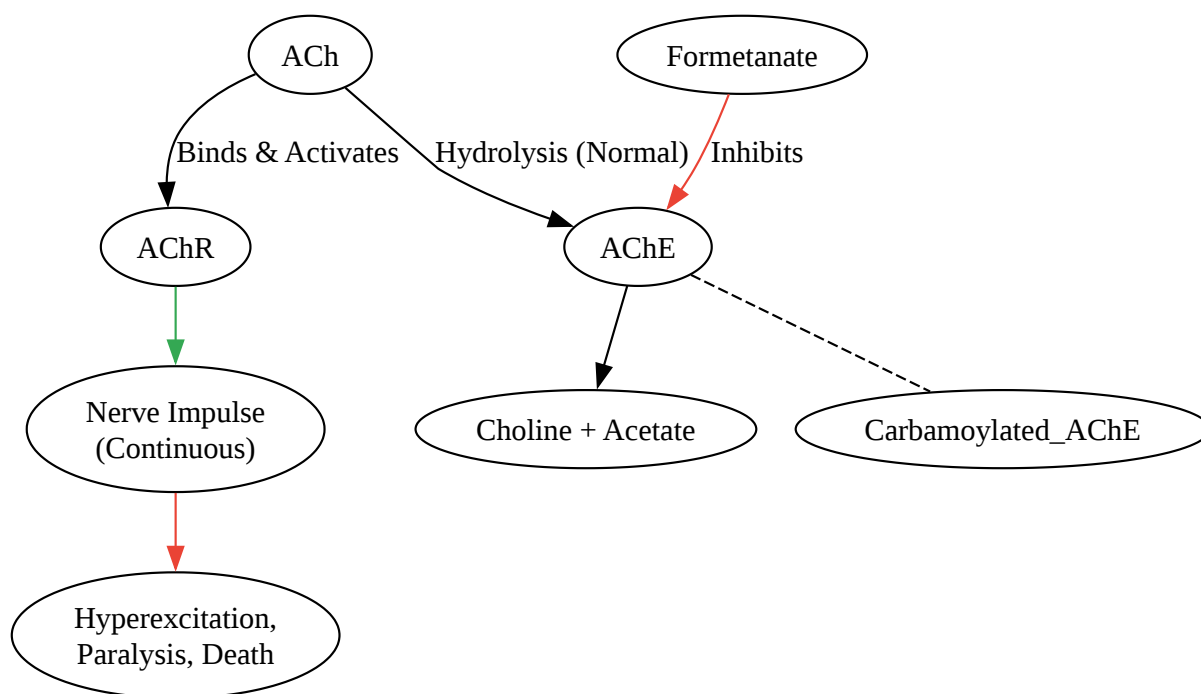 ACh
Formetanate
Binds & Activates
Hydrolysis (Normal)
Inhibits
AChR
AChE
Nerve Impulse
(Continuous)
Choline + Acetate
Carbamoylated_AChE
Hyperexcitation,
Paralysis, Death